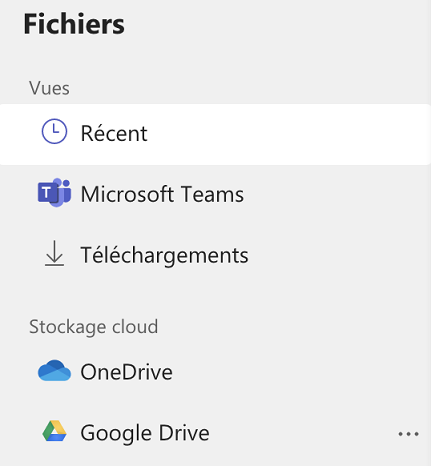 Fichiers
Vues
Récent
Microsoft Teams
Téléchargements
Stockage cloud
OneDrive
Google Drive